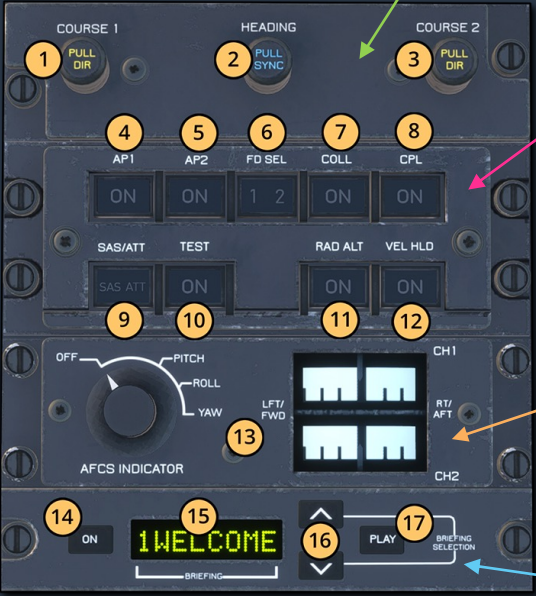 COURSE 1 HEADING COURSE 2
1 PULL DIR 2 PULL SYNC 3 PULL DIR
4 5 6 7 8
AP1 AP2 FD SEL COLL CPL
ON ON 1 2 ON ON
SAS/ATT TEST RAD ALT VEL HLD
SAS ATT ON ON ON
9 10 11 12
OFF PITCH CH1
ROLL
LFT/FWD RT/AFT
YAW
13
AFCS INDICATOR CH2
14 15 16 17
ON 1WELCOME PLAY BRIEFING SELECTION
BRIEFING